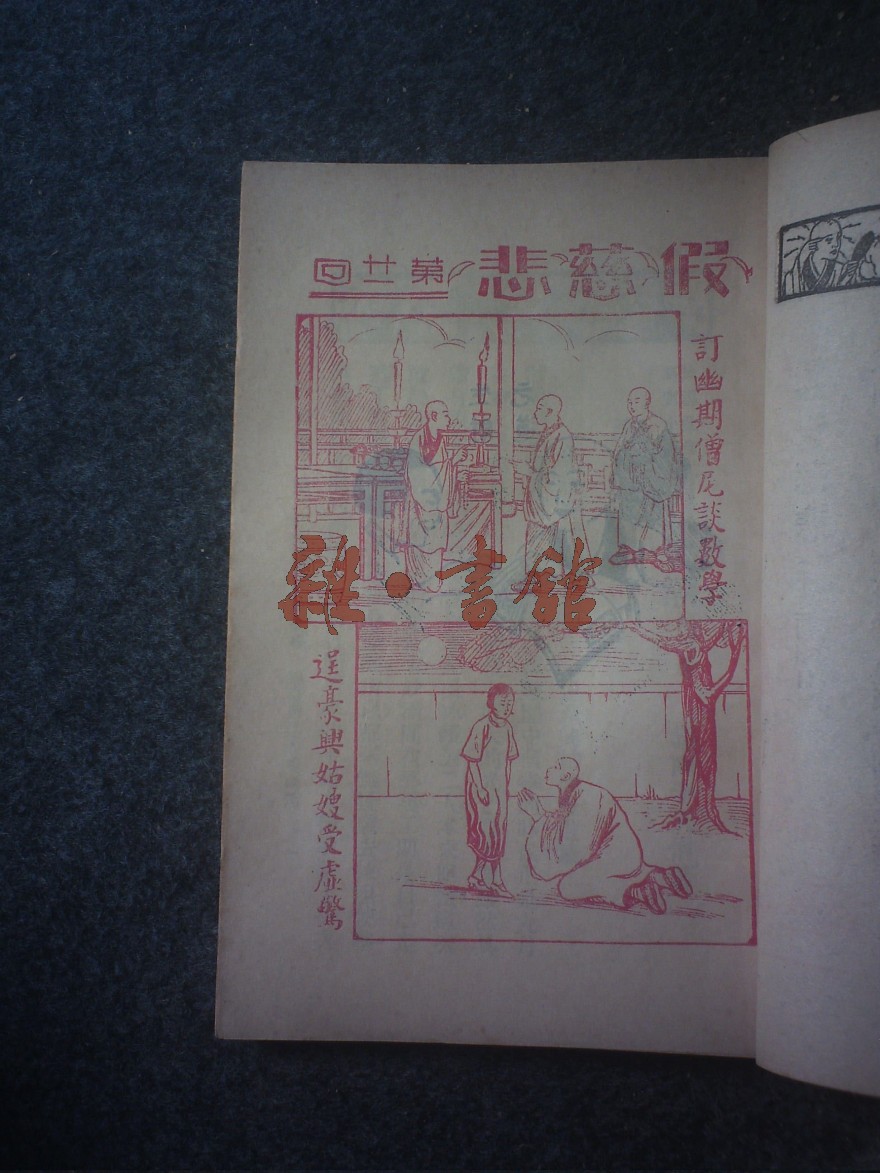 假慈悲 第廿回
訂幽期僧尼談數學
逞豪興姑嫂受虛驚
雜·書館